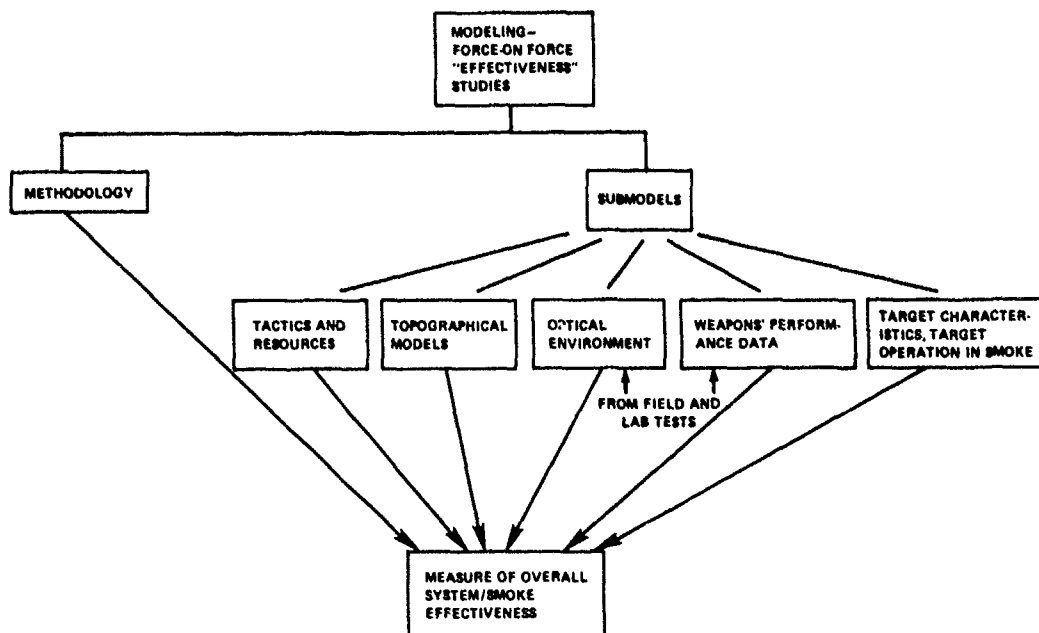 MODELING–
FORCE-ON FORCE
"EFFECTIVENESS"
STUDIES
METHODOLOGY
SUBMODELS
TACTICS AND
RESOURCES
TOPOGRAPHICAL
MODELS
OPTICAL
ENVIRONMENT
WEAPONS' PERFORM-
ANCE DATA
TARGET CHARACTER-
ISTICS, TARGET
OPERATION IN SMOKE
FROM FIELD AND
LAB TESTS
MEASURE OF OVERALL
SYSTEM/SMOKE
EFFECTIVENESS